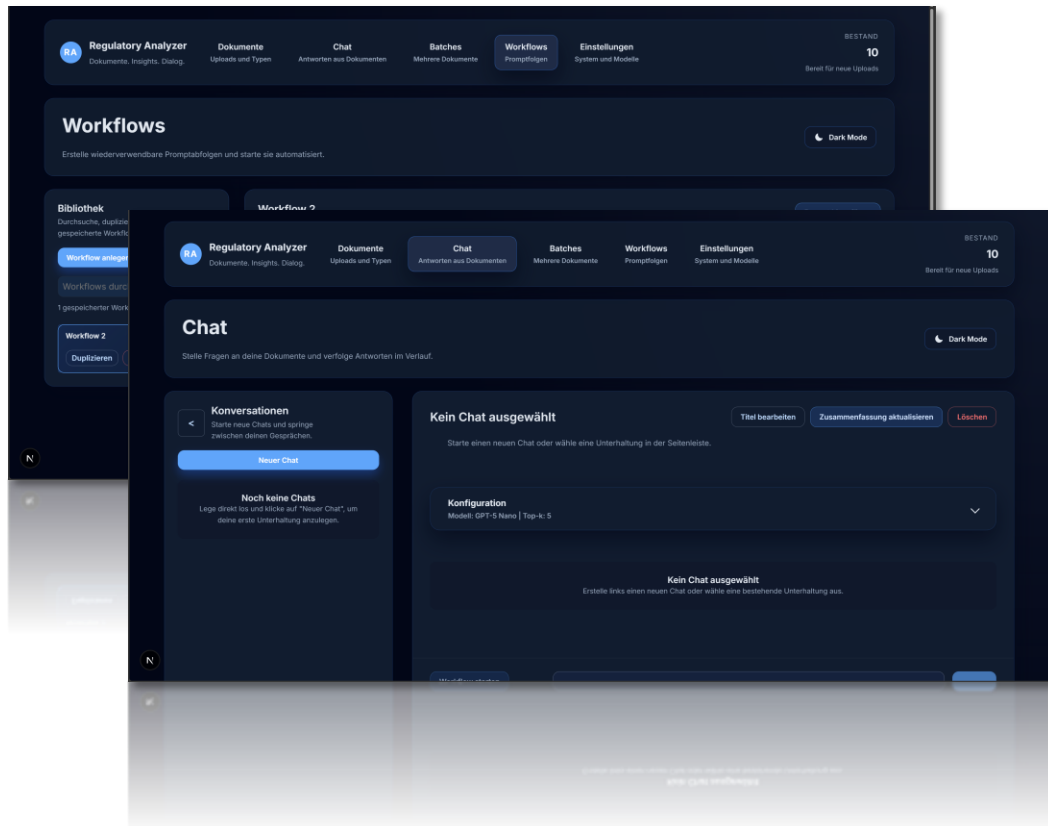 RA
Regulatory Analyzer
Dokumente. Insights. Dialog.
Dokumente
Uploads und Typen
Chat
Antworten aus Dokumenten
Batches
Mehrere Dokumente
Workflows
Promptfolgen
Einstellungen
System und Modelle
BESTAND
10
Bereit für neue Uploads
Workflows
Erstelle wiederverwendbare Promptabfolgen und starte sie automatisiert.
Dark Mode
Bibliothek
Durchsuche,
gespeicherte
Workflow
Workflows
1 gespeicherter
Workflow 2
Duplizieren
Workflow 2
N
RA
Regulatory Analyzer
Dokumente. Insights. Dialog.
Dokumente
Uploads und Typen
Chat
Antworten aus Dokumenten
Batches
Mehrere Dokumente
Workflows
Promptfolgen
Einstellungen
System und Modelle
BESTAND
10
Bereit für neue Uploads
Chat
Stelle Fragen an deine Dokumente und verfolge Antworten im Verlauf.
Dark Mode
<
Konversationen
Starte neue Chats und springe
zwischen deinen Gesprächen.
Neuer Chat
Noch keine Chats
Lege direkt los und klicke auf "Neuer Chat", um
deine erste Unterhaltung anzulegen.
Kein Chat ausgewählt
Titel bearbeiten
Zusammenfassung aktualisieren
Löschen
Starte einen neuen Chat oder wähle eine Unterhaltung in der Seitenleiste.
Konfiguration
Modell: GPT-5 Nano | Top-k: 5
Kein Chat ausgewählt
Erstelle links einen neuen Chat oder wähle eine bestehende Unterhaltung aus.
N